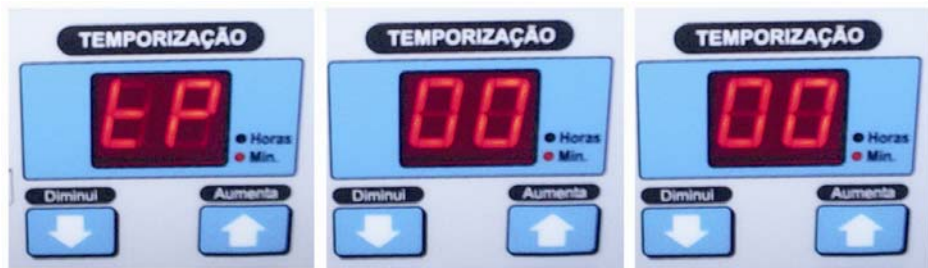 TEMPORIZAÇÃO
tP
Horas
Min.
Diminui Aumenta
TEMPORIZAÇÃO
00
Horas
Min.
Diminui Aumenta
TEMPORIZAÇÃO
00
Horas
Min.
Diminui Aumenta